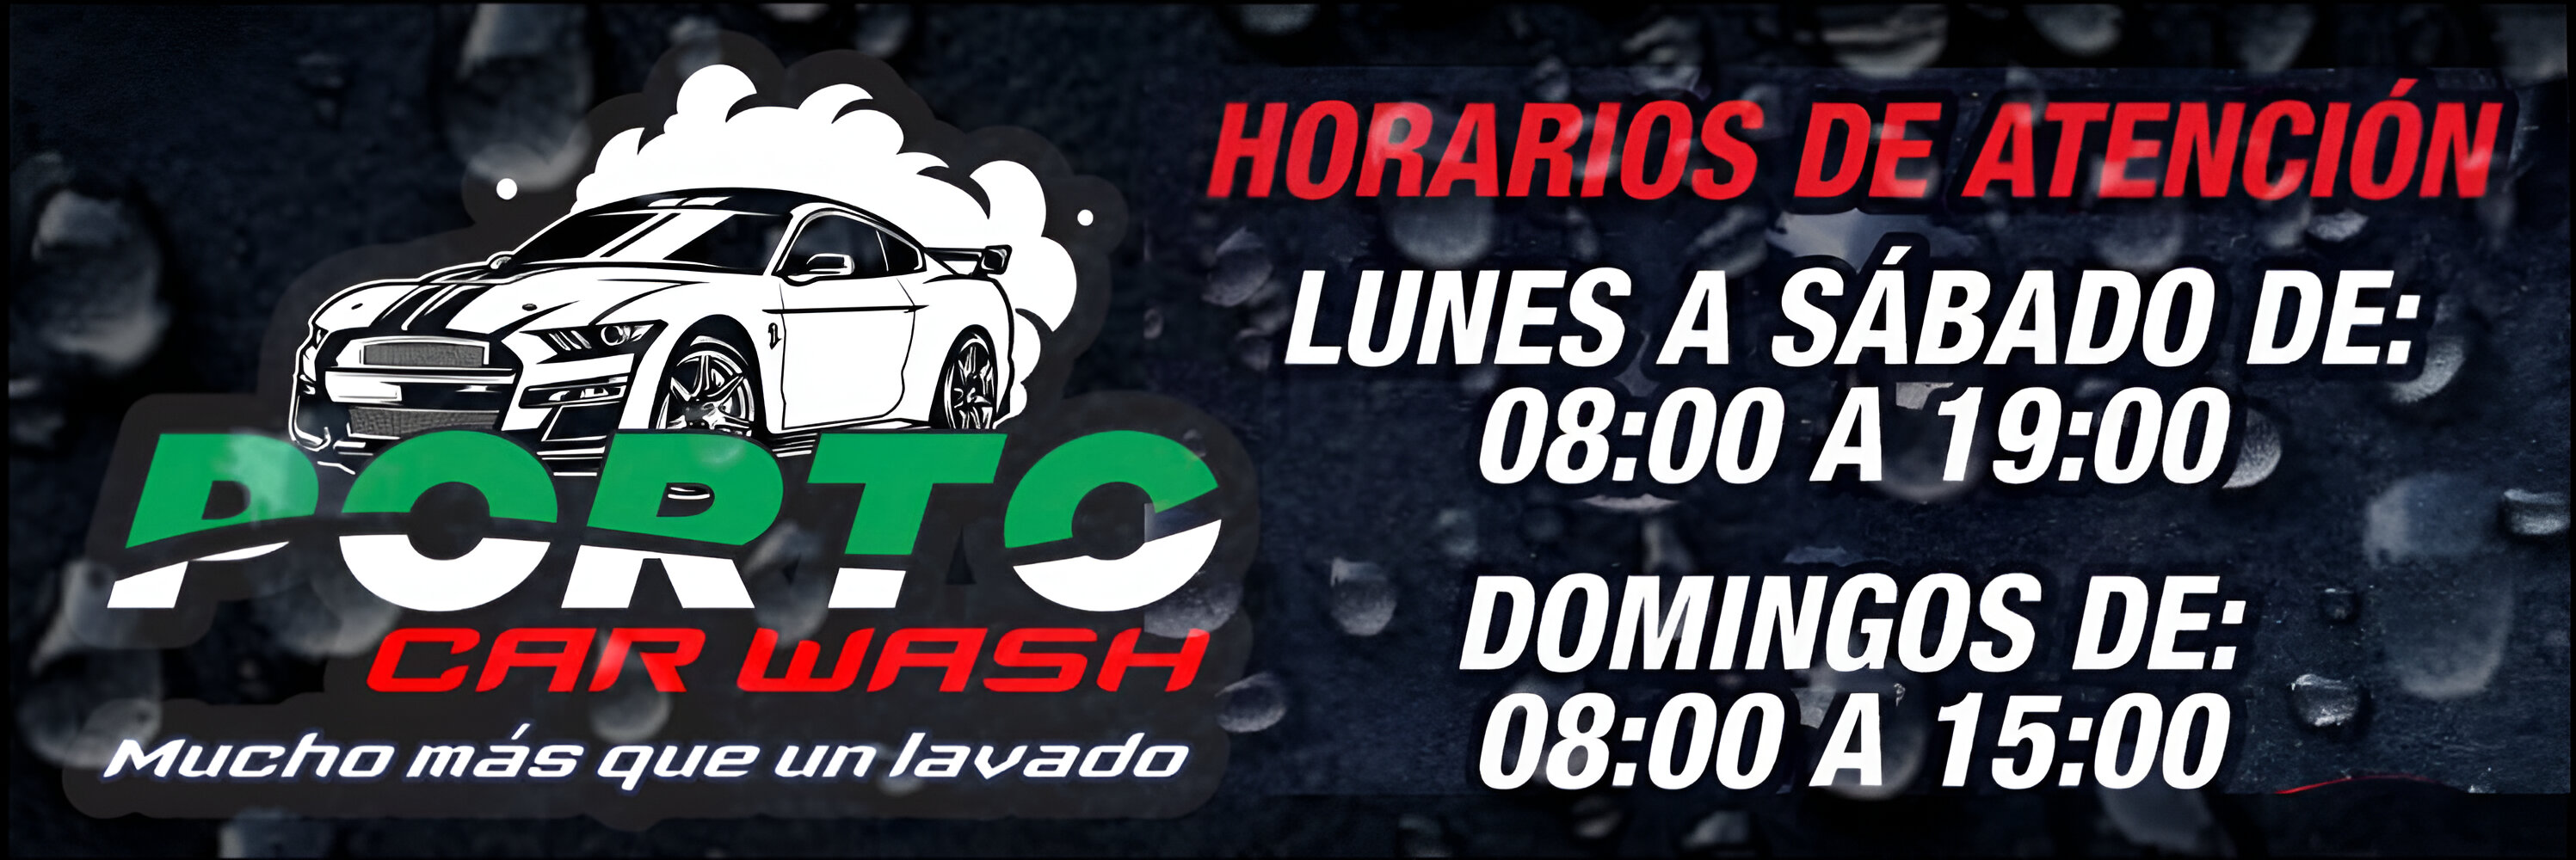 PORTO
CAR WASH
Mucho más que un lavado
HORARIOS DE ATENCIÓN
LUNES A SÁBADO DE:
08:00 A 19:00
DOMINGOS DE:
08:00 A 15:00